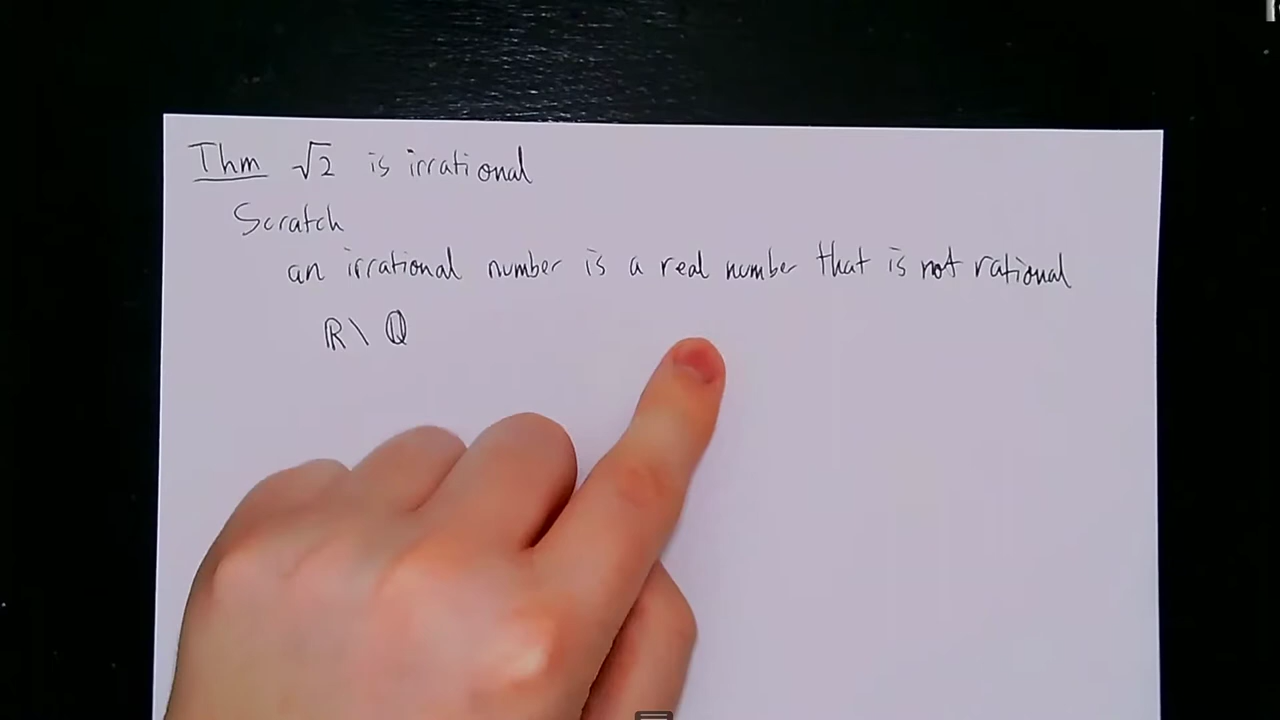 Thm √2 is irrational
Scratch
an irrational number is a real number that is not rational
ℝ \ ℚ